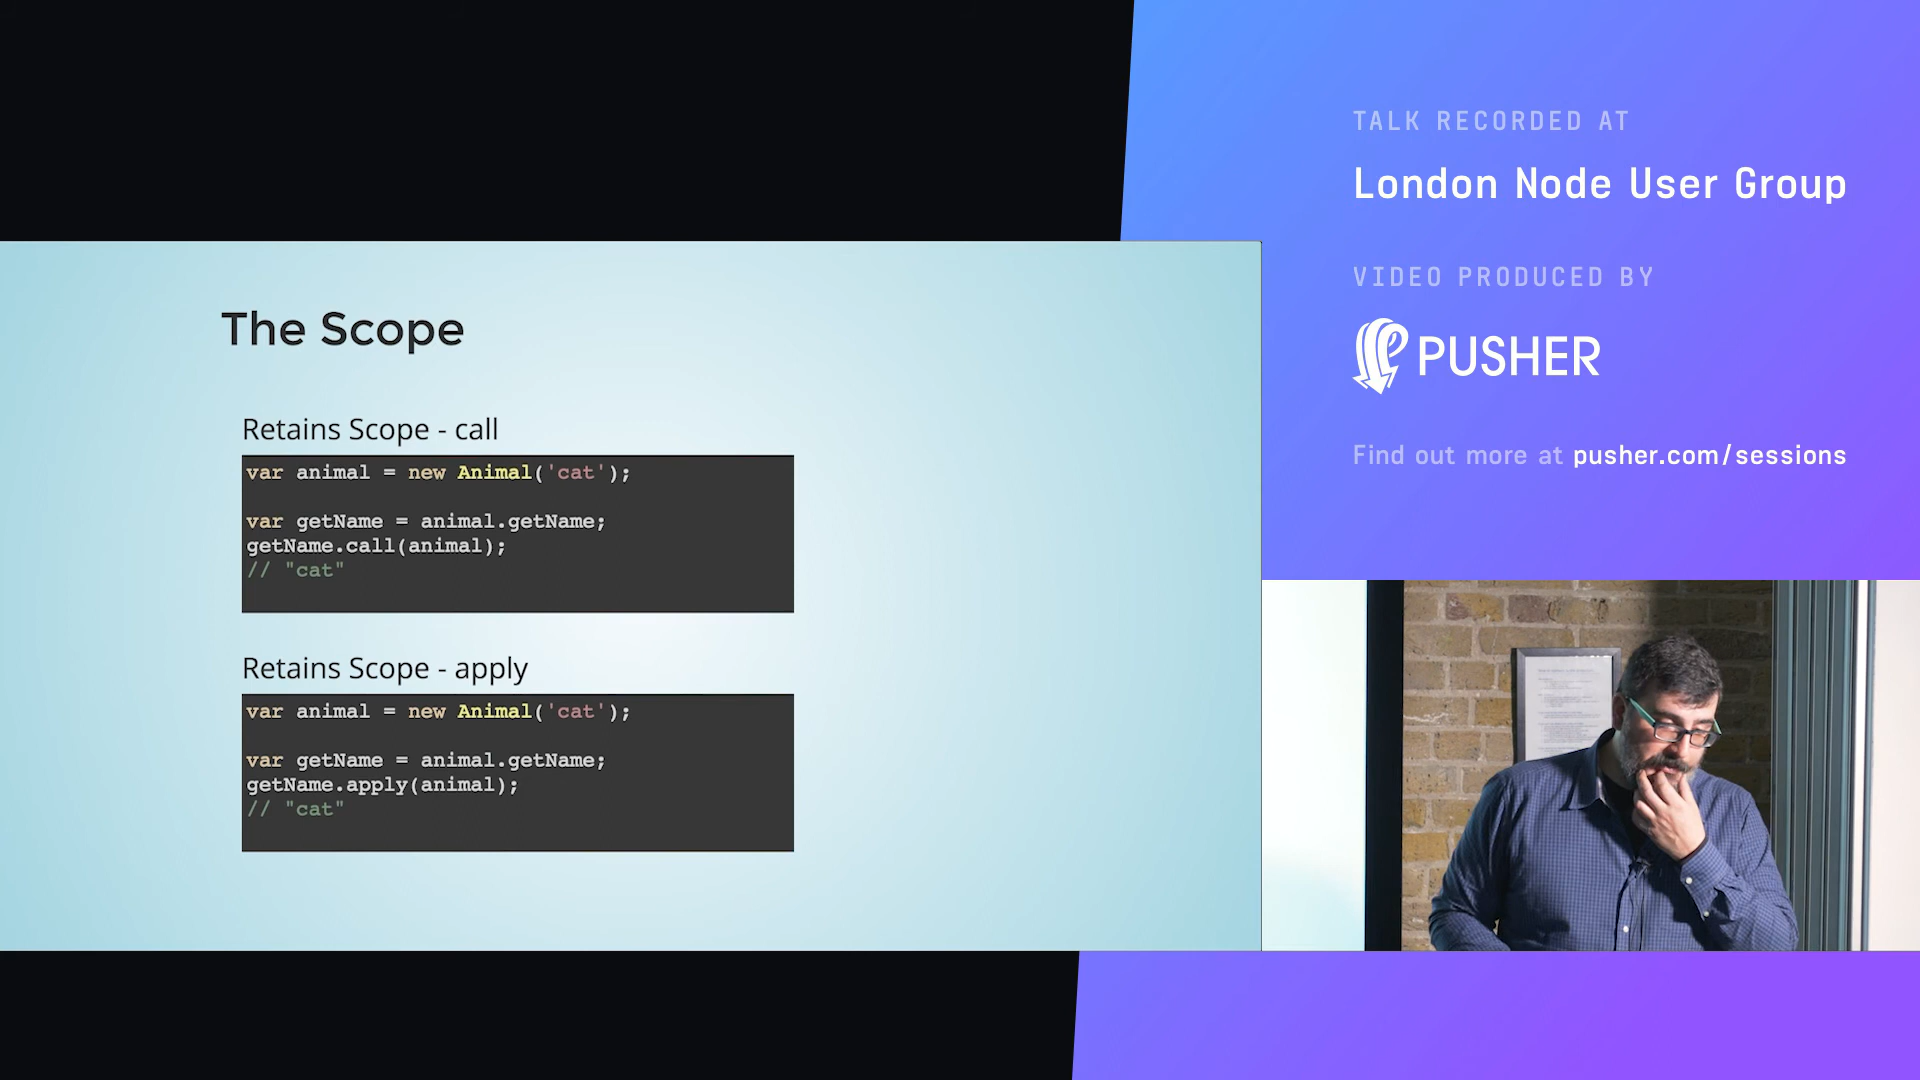 The Scope
Retains Scope - call
var animal = new Animal('cat');
var getName = animal.getName;
getName.call(animal);
// "cat"
Retains Scope - apply
var animal = new Animal('cat');
var getName = animal.getName;
getName.apply(animal);
// "cat"
TALK RECORDED AT
London Node User Group
VIDEO PRODUCED BY
PUSHER
Find out more at pusher.com/sessions